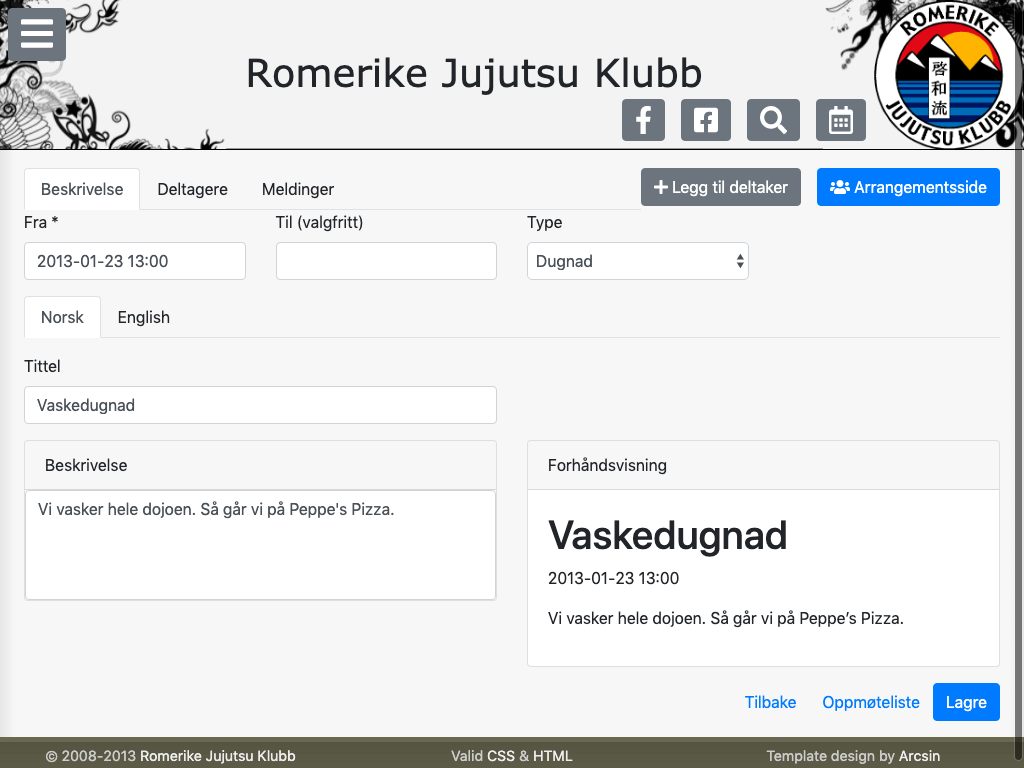 Romerike Jujutsu Klubb
ROMERIKE
啓和流
JUJUTSU KLUBB
Beskrivelse Deltagere Meldinger Legg til deltaker Arrangementsside
Fra * Til (valgfritt) Type
2013-01-23 13:00 Dugnad
Norsk English
Tittel
Vaskedugnad
Beskrivelse Forhåndsvisning
Vi vasker hele dojoen. Så går vi på Peppe's Pizza.
Vaskedugnad
2013-01-23 13:00
Vi vasker hele dojoen. Så går vi på Peppe’s Pizza.
Tilbake Oppmøteliste Lagre
© 2008-2013 Romerike Jujutsu Klubb Valid CSS & HTML Template design by Arcsin